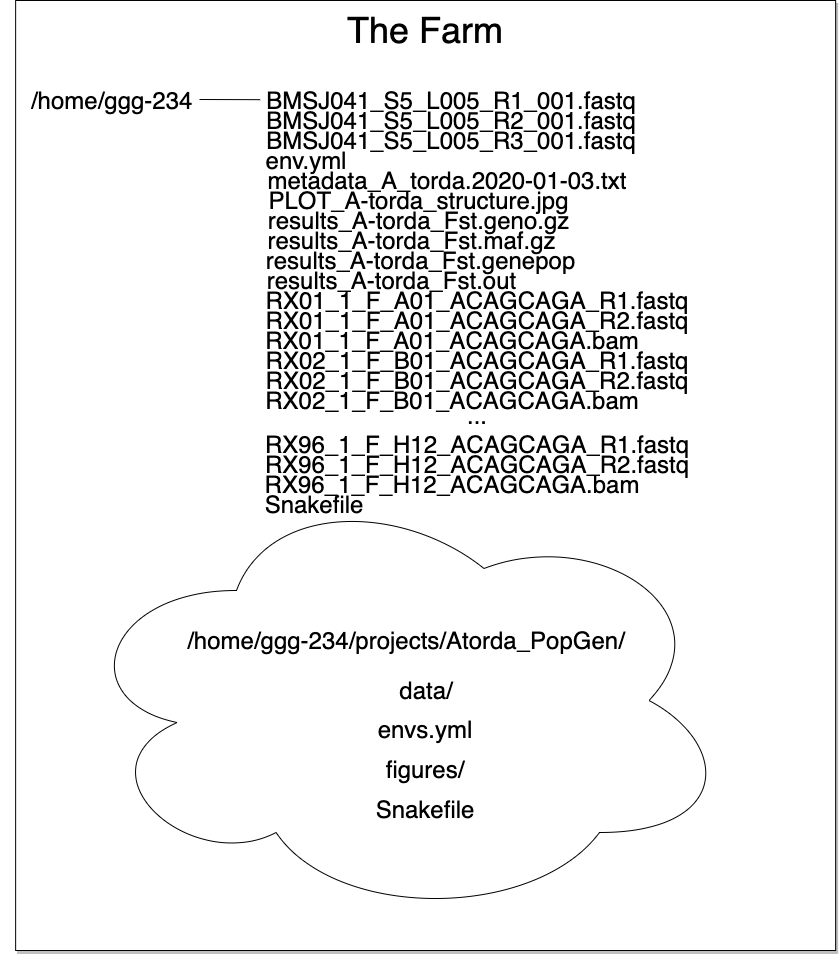 The Farm
/home/ggg-234 BMSJ041_S5_L005_R1_001.fastq
BMSJ041_S5_L005_R2_001.fastq
BMSJ041_S5_L005_R3_001.fastq
env.yml
metadata_A_torda.2020-01-03.txt
PLOT_A-torda_structure.jpg
results_A-torda_Fst.geno.gz
results_A-torda_Fst.maf.gz
results_A-torda_Fst.genepop
results_A-torda_Fst.out
RX01_1_F_A01_ACAGCAGA_R1.fastq
RX01_1_F_A01_ACAGCAGA_R2.fastq
RX01_1_F_A01_ACAGCAGA.bam
RX02_1_F_B01_ACAGCAGA_R1.fastq
RX02_1_F_B01_ACAGCAGA_R2.fastq
RX02_1_F_B01_ACAGCAGA.bam
...
RX96_1_F_H12_ACAGCAGA_R1.fastq
RX96_1_F_H12_ACAGCAGA_R2.fastq
RX96_1_F_H12_ACAGCAGA.bam
Snakefile
/home/ggg-234/projects/Atorda_PopGen/
data/
envs.yml
figures/
Snakefile